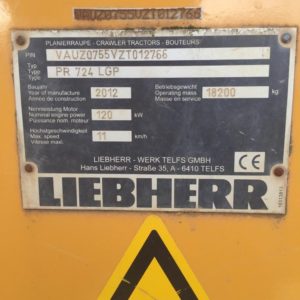 VAUZ0755VZT012766
PLANIERRAUPE - CRAWLER TRACTORS - BOUTEURS
PIN VAUZ0755VZT012766
Typ
Type
Type
PR 724 LGP
Baujahr
Year of manufacture
Année de construction
2012
Betriebsgewicht
Operating mass
Masse en service
18200 kg
Nennleistung Motor
Nominal engine power
Puissance nom. moteur
120 kW
Höchstgeschwindigkeit
Max. speed
Vitesse maxi.
11 km/h
CE
LIEBHERR - WERK TELFS GMBH
Hans Liebherr - Straße 35, A - 6410 TELFS
LIEBHERR